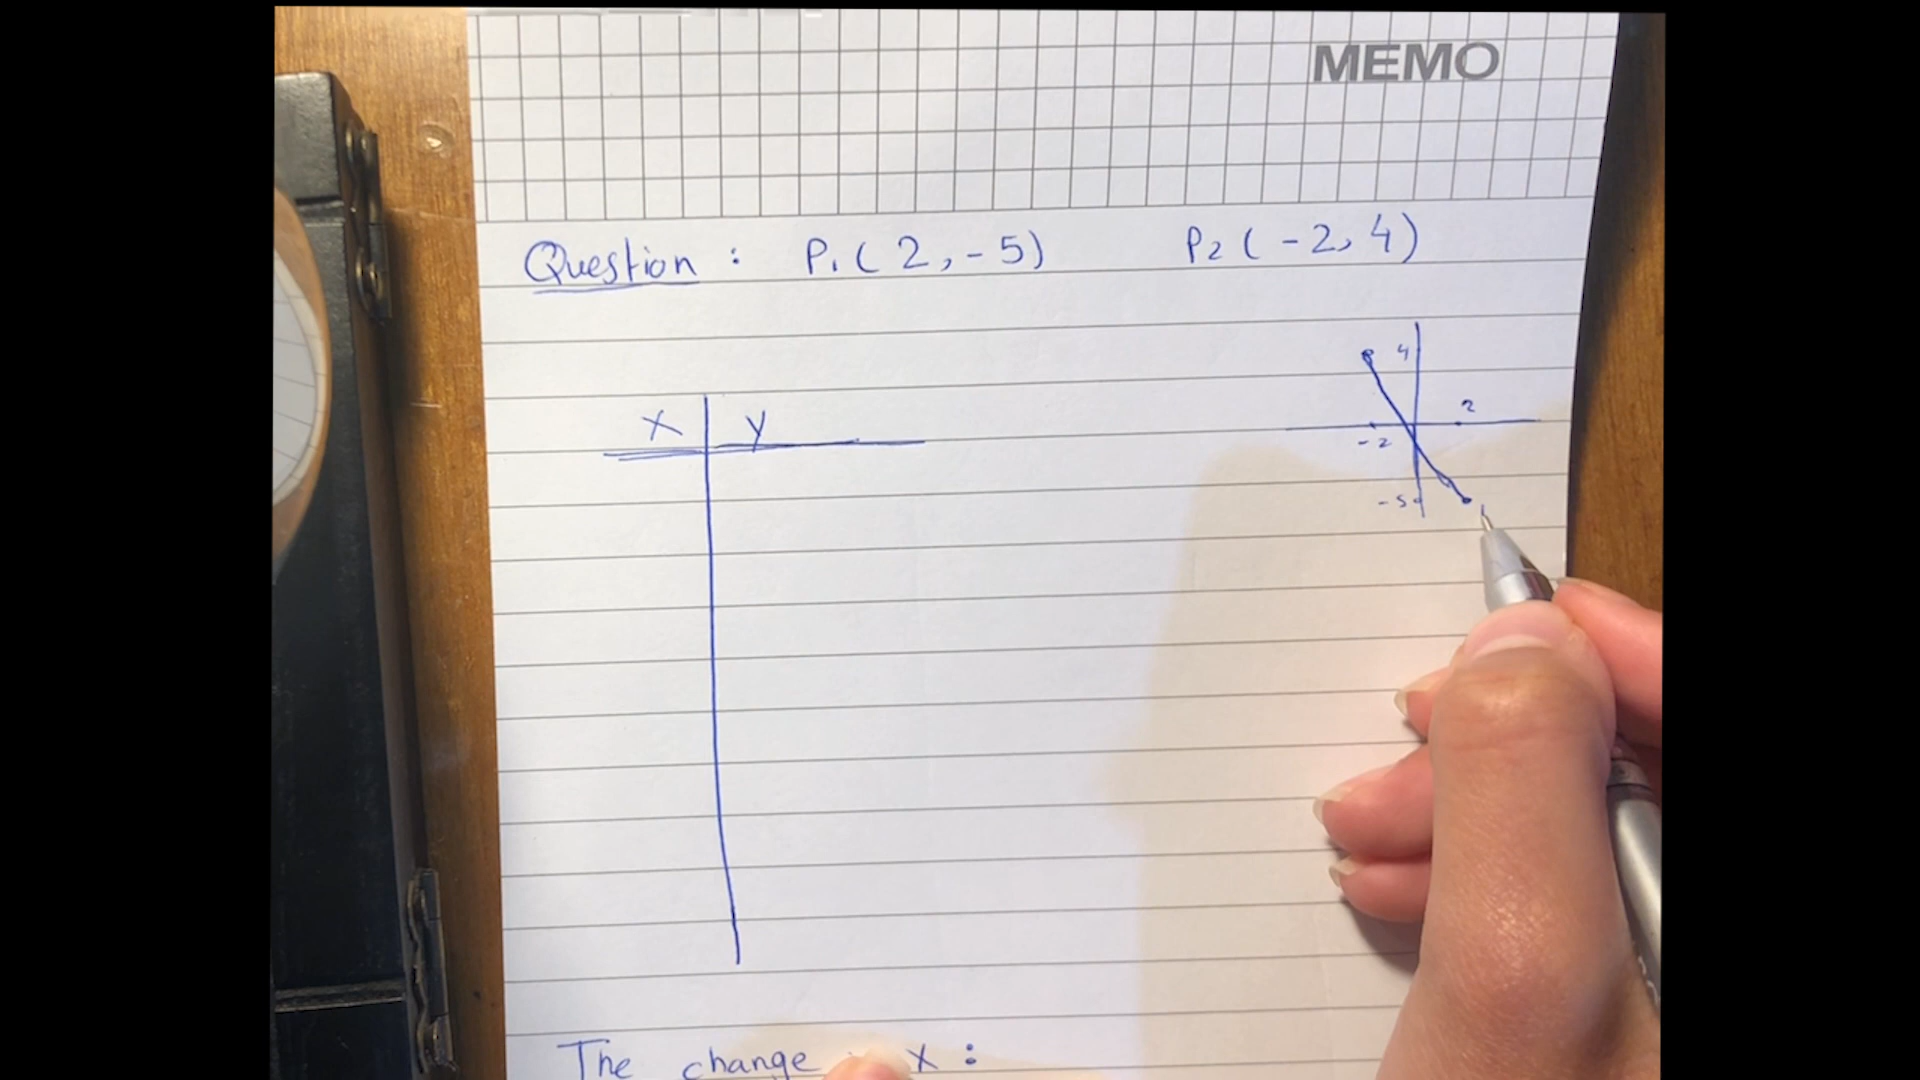 MEMO
Question : P1 ( 2 , - 5 ) P2 ( - 2 , 4 )
4
x y
2
- 2
- 5
The change x :